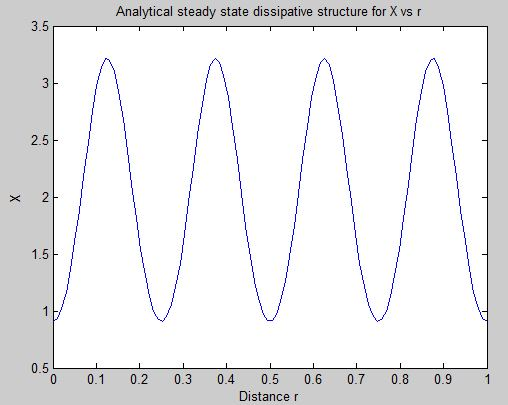 Analytical steady state dissipative structure for X vs r
3.5
3
2.5
2
1.5
1
0.5
X
0 0.1 0.2 0.3 0.4 0.5 0.6 0.7 0.8 0.9 1
Distance r